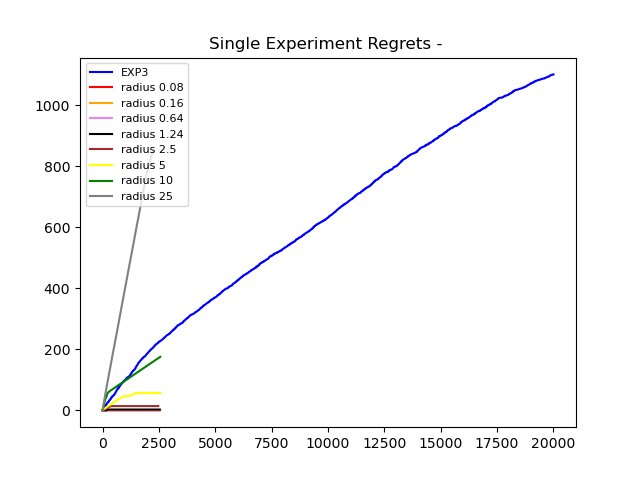 Single Experiment Regrets -
EXP3
radius 0.08
radius 0.16
radius 0.64
radius 1.24
radius 2.5
radius 5
radius 10
radius 25
1000
800
600
400
200
0
0 2500 5000 7500 10000 12500 15000 17500 20000